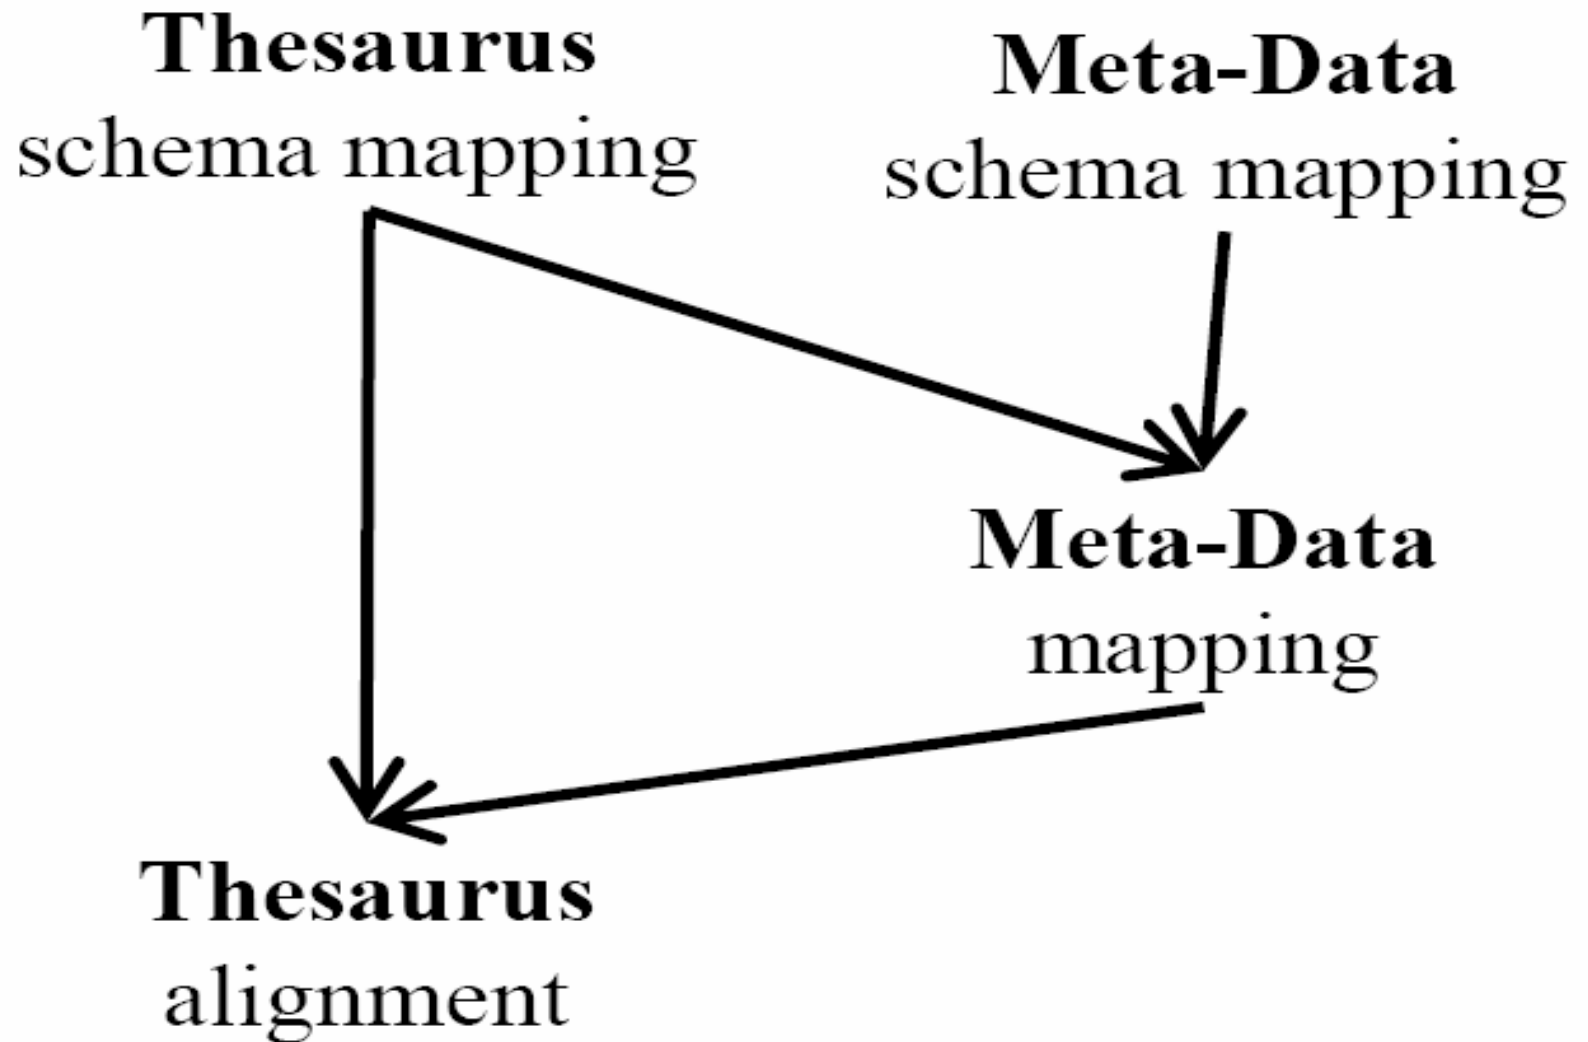 Thesaurus
schema mapping
Meta-Data
schema mapping
Meta-Data
mapping
Thesaurus
alignment